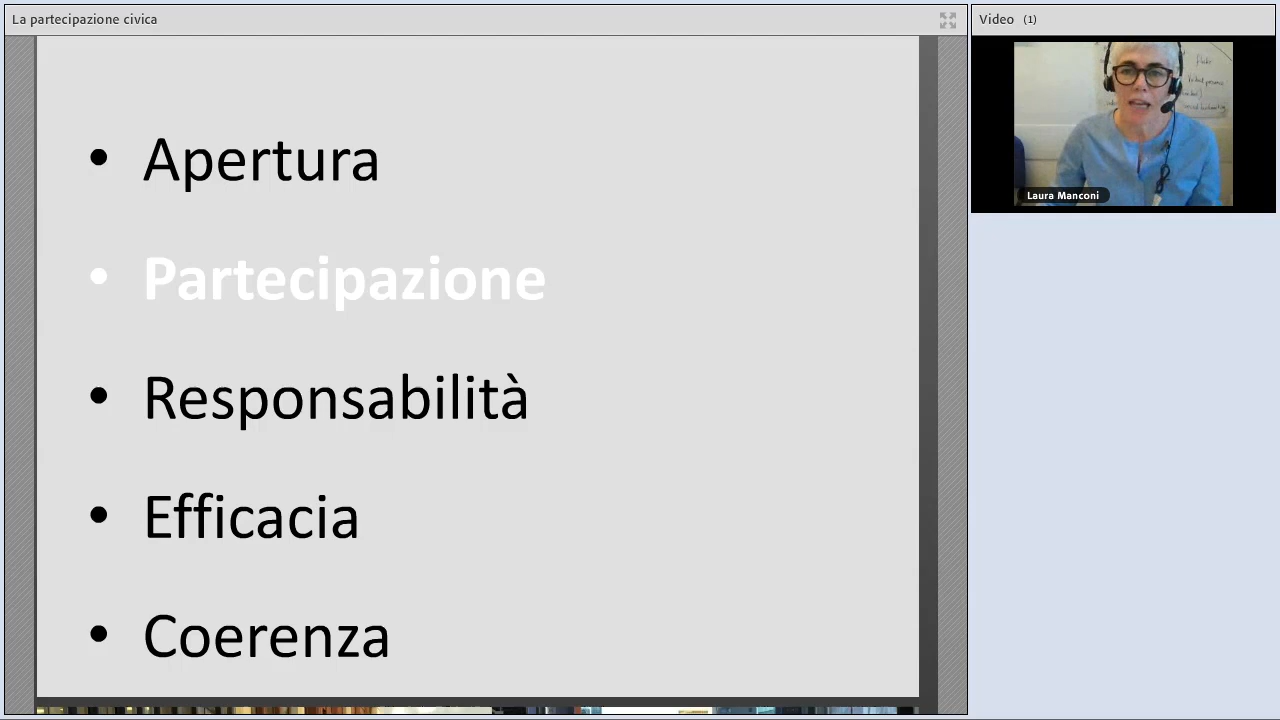 La partecipazione civica
Video (1)
Laura Manconi
• Apertura
• Partecipazione
• Responsabilità
• Efficacia
• Coerenza